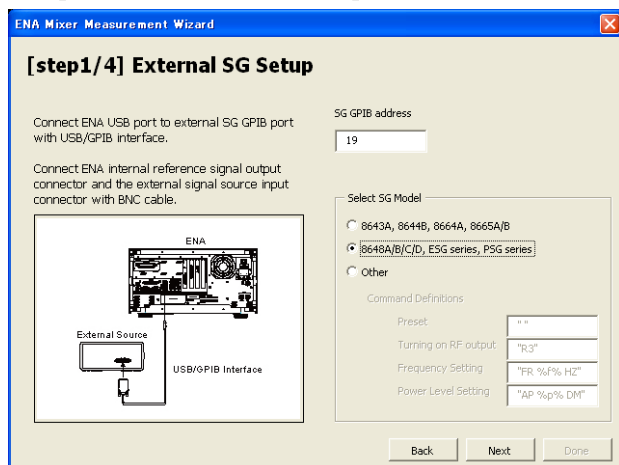 ENA Mixer Measurement Wizard
[step1/4] External SG Setup
Connect ENA USB port to external SG GPIB port
with USB/GPIB interface.
Connect ENA internal reference signal output
connector and the external signal source input
connector with BNC cable.
ENA
External Source
USB/GPIB Interface
SG GPIB address
19
Select SG Model
8643A, 8644B, 8664A, 8665A/B
8648A/B/C/D, ESG series, PSG series
Other
Command Definitions
Preset
" "
Turning on RF output
"R3"
Frequency Setting
"FR %f% HZ"
Power Level Setting
"AP %p% DM"
Back
Next
Done